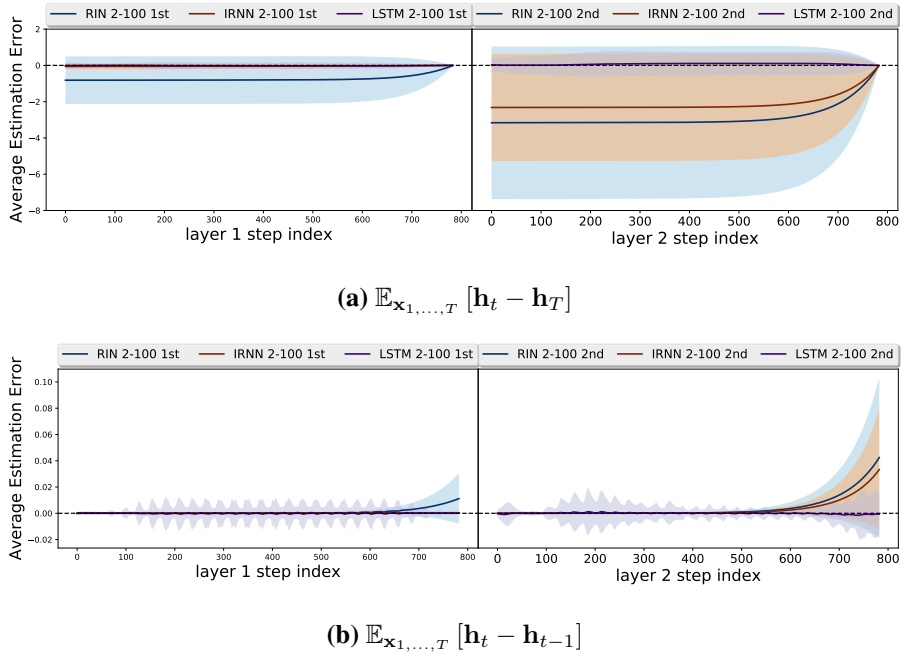 RIN 2-100 1st IRNN 2-100 1st LSTM 2-100 1st RIN 2-100 2nd IRNN 2-100 2nd LSTM 2-100 2nd
Average Estimation Error
2
0
−2
−4
−6
−8
0 100 200 300 400 500 600 700 800
0 100 200 300 400 500 600 700 800
layer 1 step index
layer 2 step index
(a) 𝔼x₁,...,T [h_t − h_T]
RIN 2-100 1st IRNN 2-100 1st LSTM 2-100 1st RIN 2-100 2nd IRNN 2-100 2nd LSTM 2-100 2nd
Average Estimation Error
0.10
0.08
0.06
0.04
0.02
0.00
−0.02
0 100 200 300 400 500 600 700 800
0 100 200 300 400 500 600 700 800
layer 1 step index
layer 2 step index
(b) 𝔼x₁,...,T [h_t − h_{t−1}]